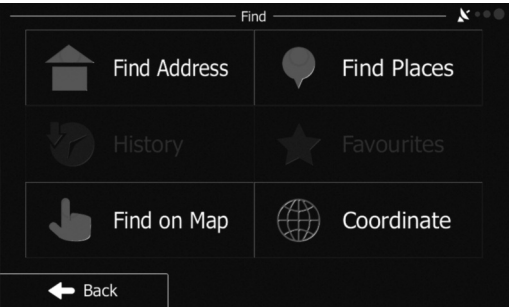 Find
Find Address
Find Places
History
Favourites
Find on Map
Coordinate
Back